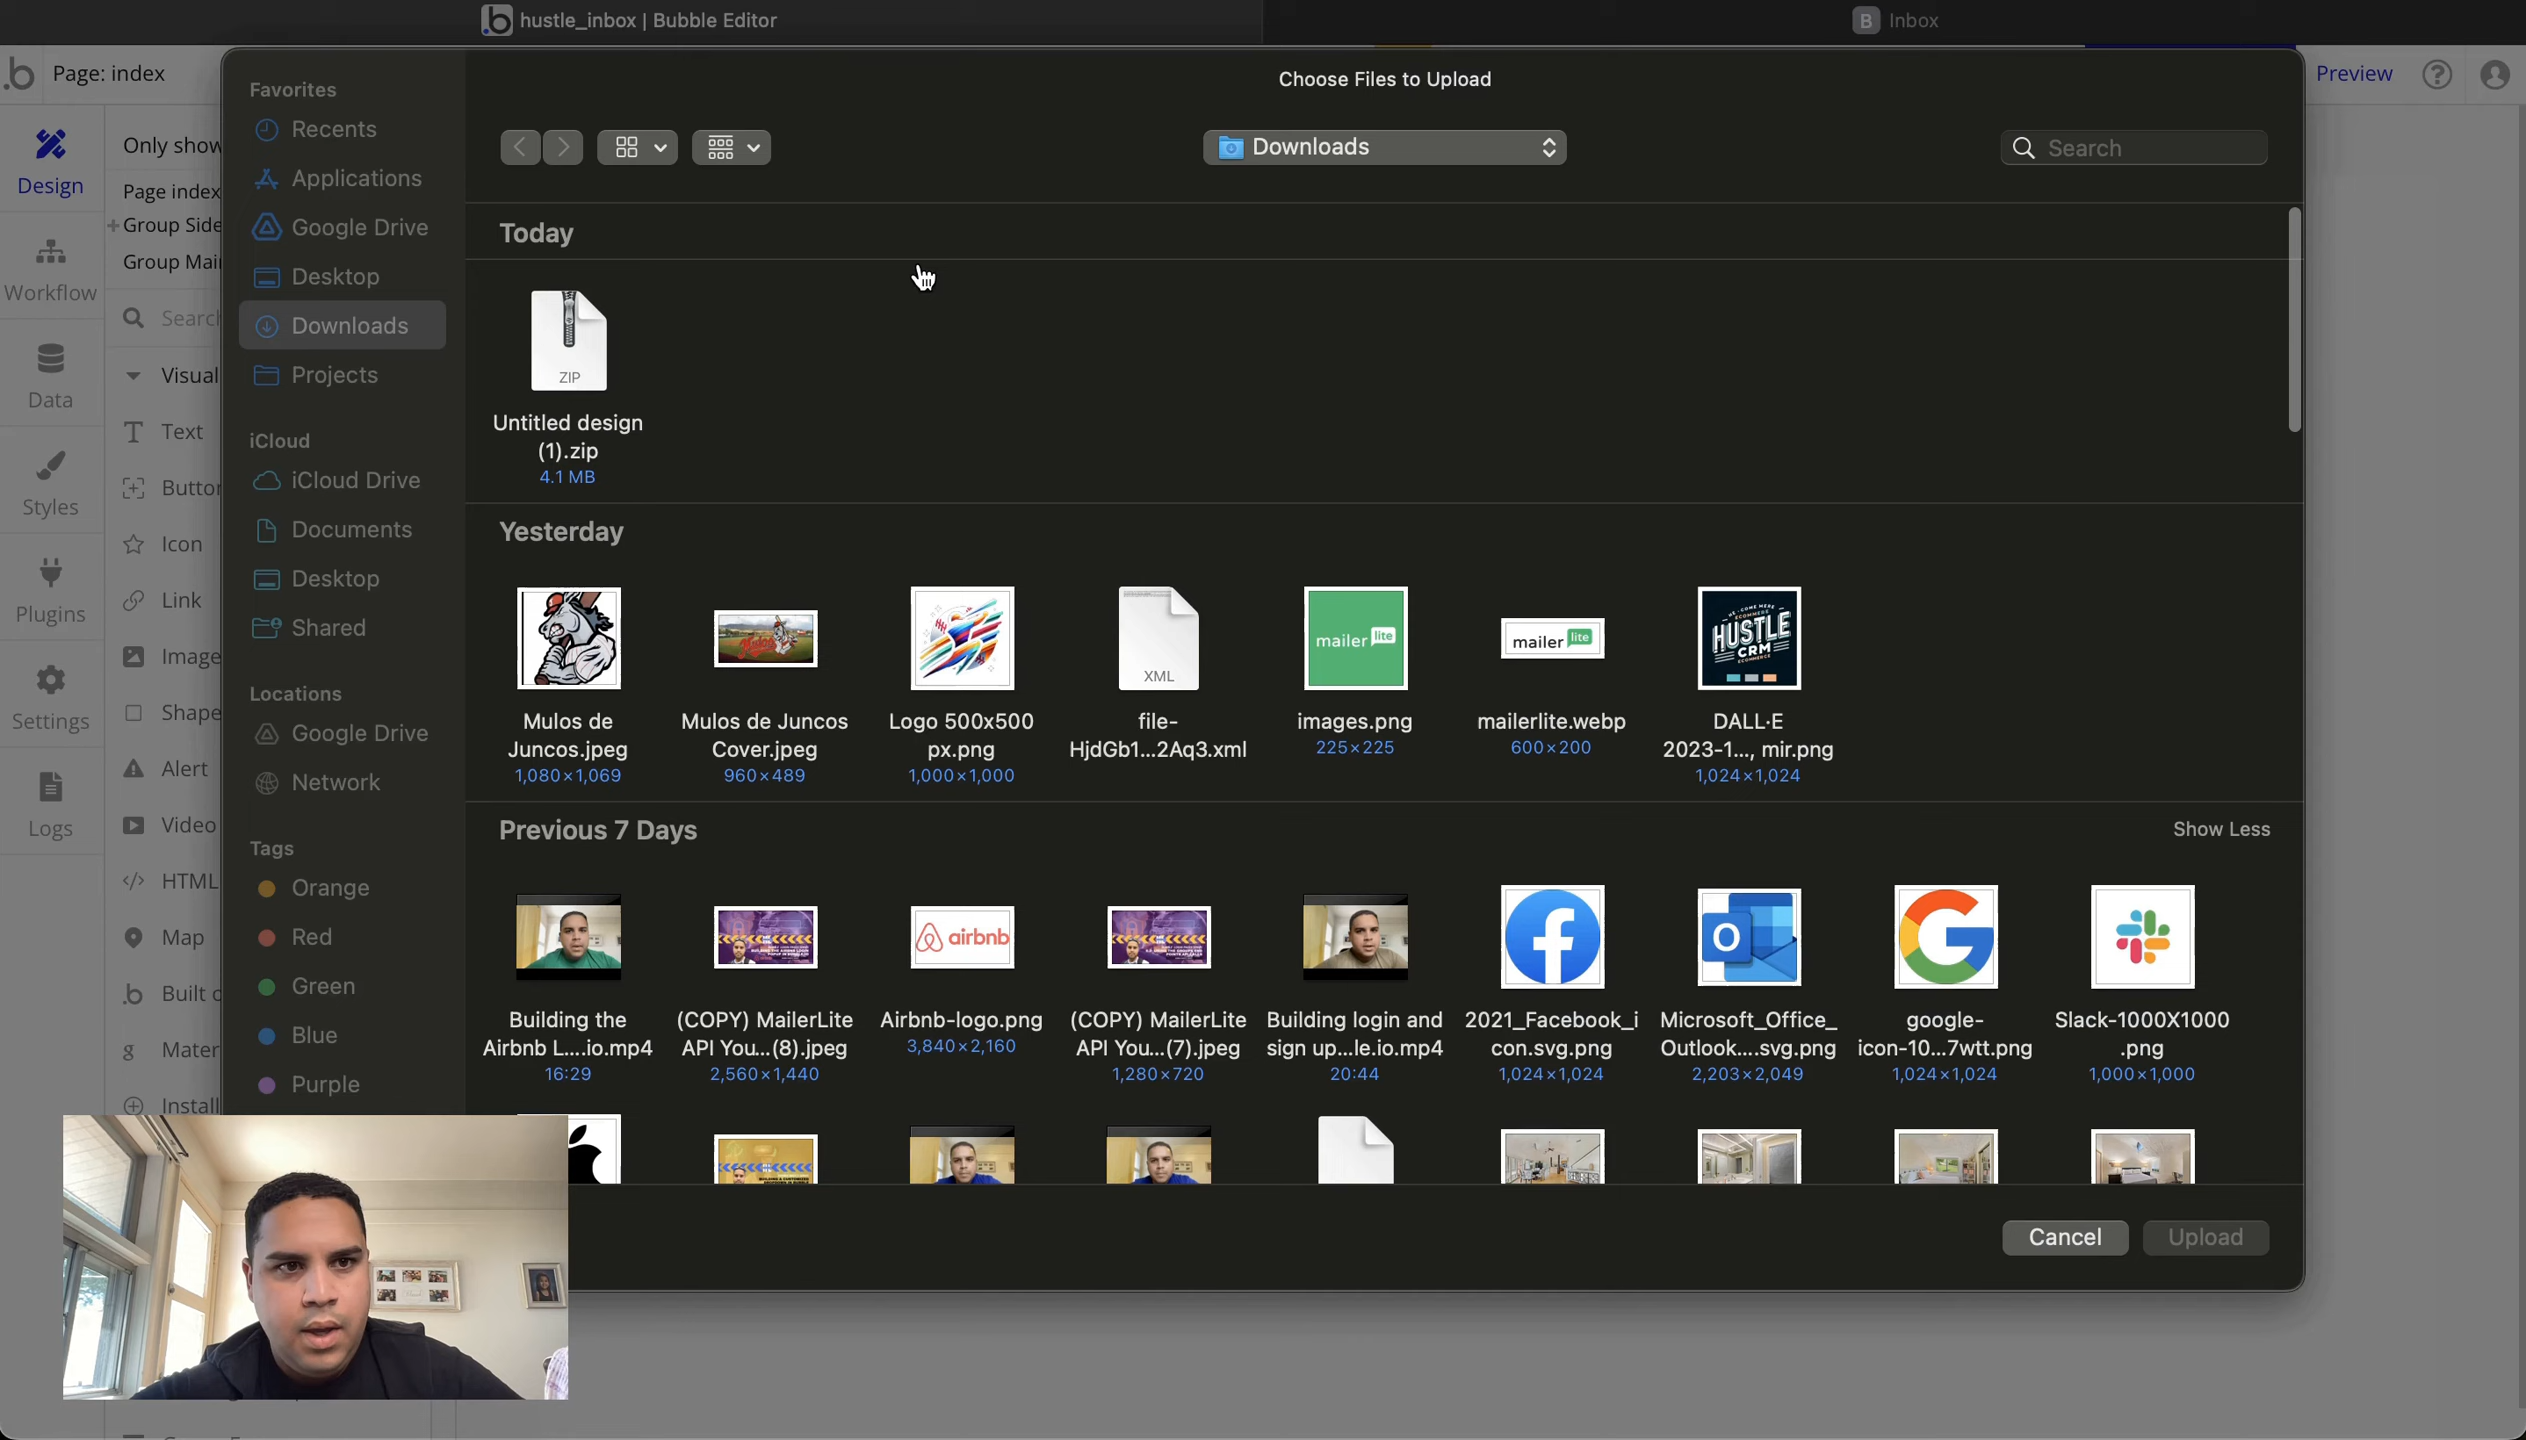 hustle_inbox | Bubble Editor
B Inbox
Page: index
Preview
Design
Workflow
Data
Styles
Plugins
Settings
Logs
Only show
Page index
Group Side
Group Mai
Search
Visual
Text
Button
Icon
Link
Image
Shape
Alert
Video
HTML
Map
Built o
Mater
Install
Favorites
Recents
Applications
Google Drive
Desktop
Downloads
Projects
iCloud
iCloud Drive
Documents
Desktop
Shared
Locations
Google Drive
Network
Tags
Orange
Red
Green
Blue
Purple
Choose Files to Upload
Downloads
Search
Today
ZIP
Untitled design
(1).zip
4.1 MB
Yesterday
XML
mailer lite
mailer lite
HUSTLE
CRM
ECOMMERCE
Mulos de
Juncos.jpeg
1,080×1,069
Mulos de Juncos
Cover.jpeg
960×489
Logo 500x500
px.png
1,000×1,000
file-
HjdGb1...2Aq3.xml
images.png
225×225
mailerlite.webp
600×200
DALL·E
2023-1..., mir.png
1,024×1,024
Previous 7 Days
Show Less
airbnb
Building the
Airbnb L....io.mp4
16:29
(COPY) MailerLite
API You...(8).jpeg
2,560×1,440
Airbnb-logo.png
3,840×2,160
(COPY) MailerLite
API You...(7).jpeg
1,280×720
Building login and
sign up...le.io.mp4
20:44
2021_Facebook_i
con.svg.png
1,024×1,024
Microsoft_Office_
Outlook....svg.png
2,203×2,049
google-
icon-10...7wtt.png
1,024×1,024
Slack-1000X1000
.png
1,000×1,000
Cancel
Upload